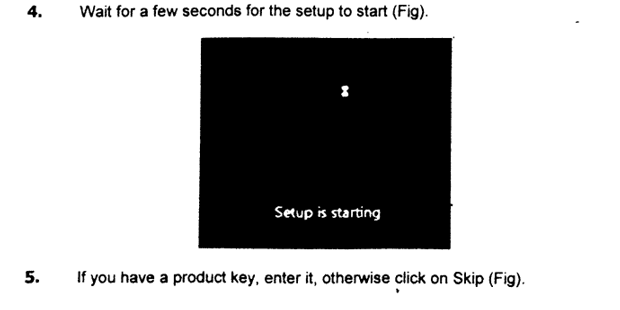 4. Wait for a few seconds for the setup to start (Fig).
Setup is starting
5. If you have a product key, enter it, otherwise click on Skip (Fig).